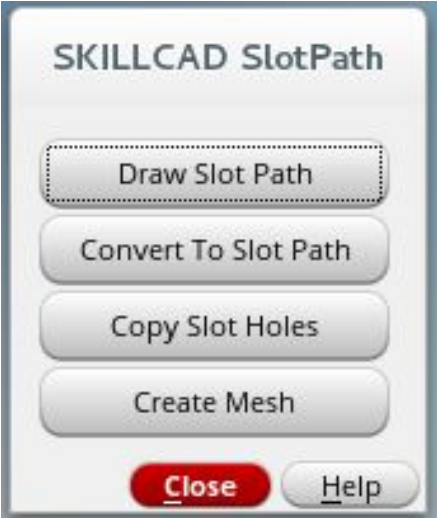 SKILLCAD SlotPath
Draw Slot Path
Convert To Slot Path
Copy Slot Holes
Create Mesh
Close Help